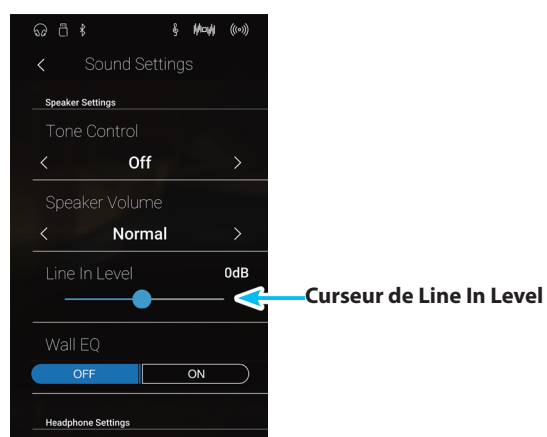 Sound Settings
Speaker Settings
Tone Control
Off
Speaker Volume
Normal
Line In Level 0dB
Curseur de Line In Level
Wall EQ
OFF ON
Headphone Settings